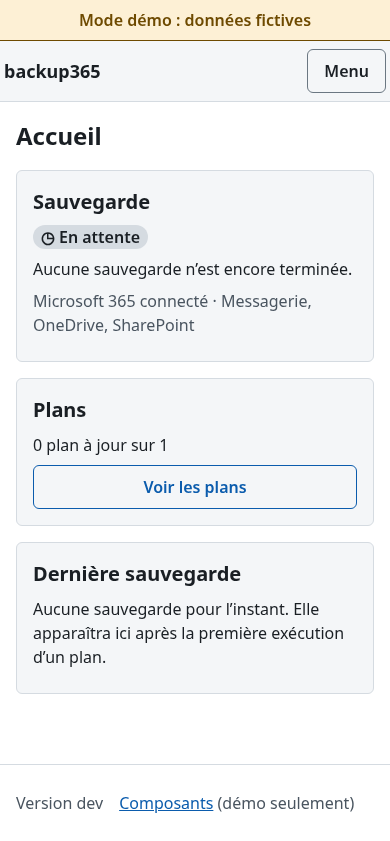 Mode démo : données fictives
backup365
Menu
Accueil
Sauvegarde
En attente
Aucune sauvegarde n’est encore terminée.
Microsoft 365 connecté · Messagerie,
OneDrive, SharePoint
Plans
0 plan à jour sur 1
Voir les plans
Dernière sauvegarde
Aucune sauvegarde pour l’instant. Elle
apparaîtra ici après la première exécution
d’un plan.
Version dev Composants (démo seulement)